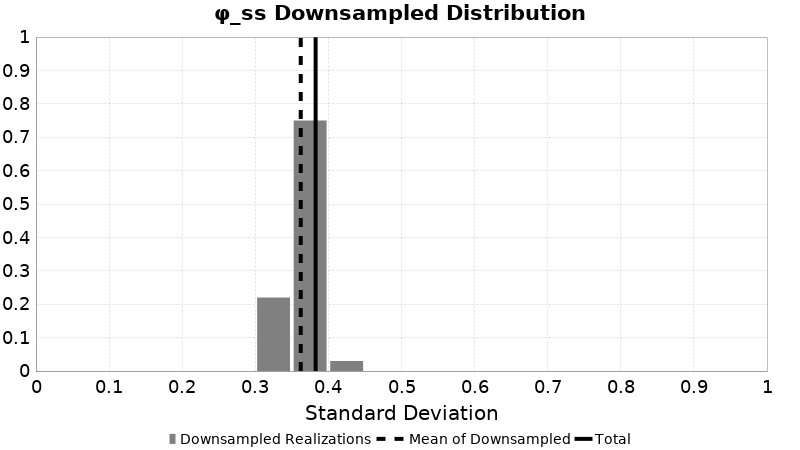 φ_ss Downsampled Distribution
1
0.9
0.8
0.7
0.6
0.5
0.4
0.3
0.2
0.1
0
0 0.1 0.2 0.3 0.4 0.5 0.6 0.7 0.8 0.9 1
Standard Deviation
Downsampled Realizations Mean of Downsampled Total